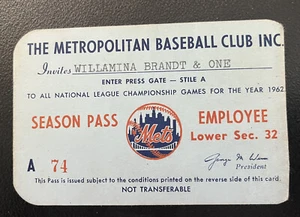 THE METROPOLITAN BASEBALL CLUB INC.
Invites WILLAMINA BRANDT & ONE
ENTER PRESS GATE — STILE A
TO ALL NATIONAL LEAGUE CHAMPIONSHIP GAMES FOR THE YEAR 1962
SEASON PASS
Mets
EMPLOYEE
Lower Sec. 32
A 74
President
This Pass is issued subject to the conditions printed on the reverse side of this card.
NOT TRANSFERABLE